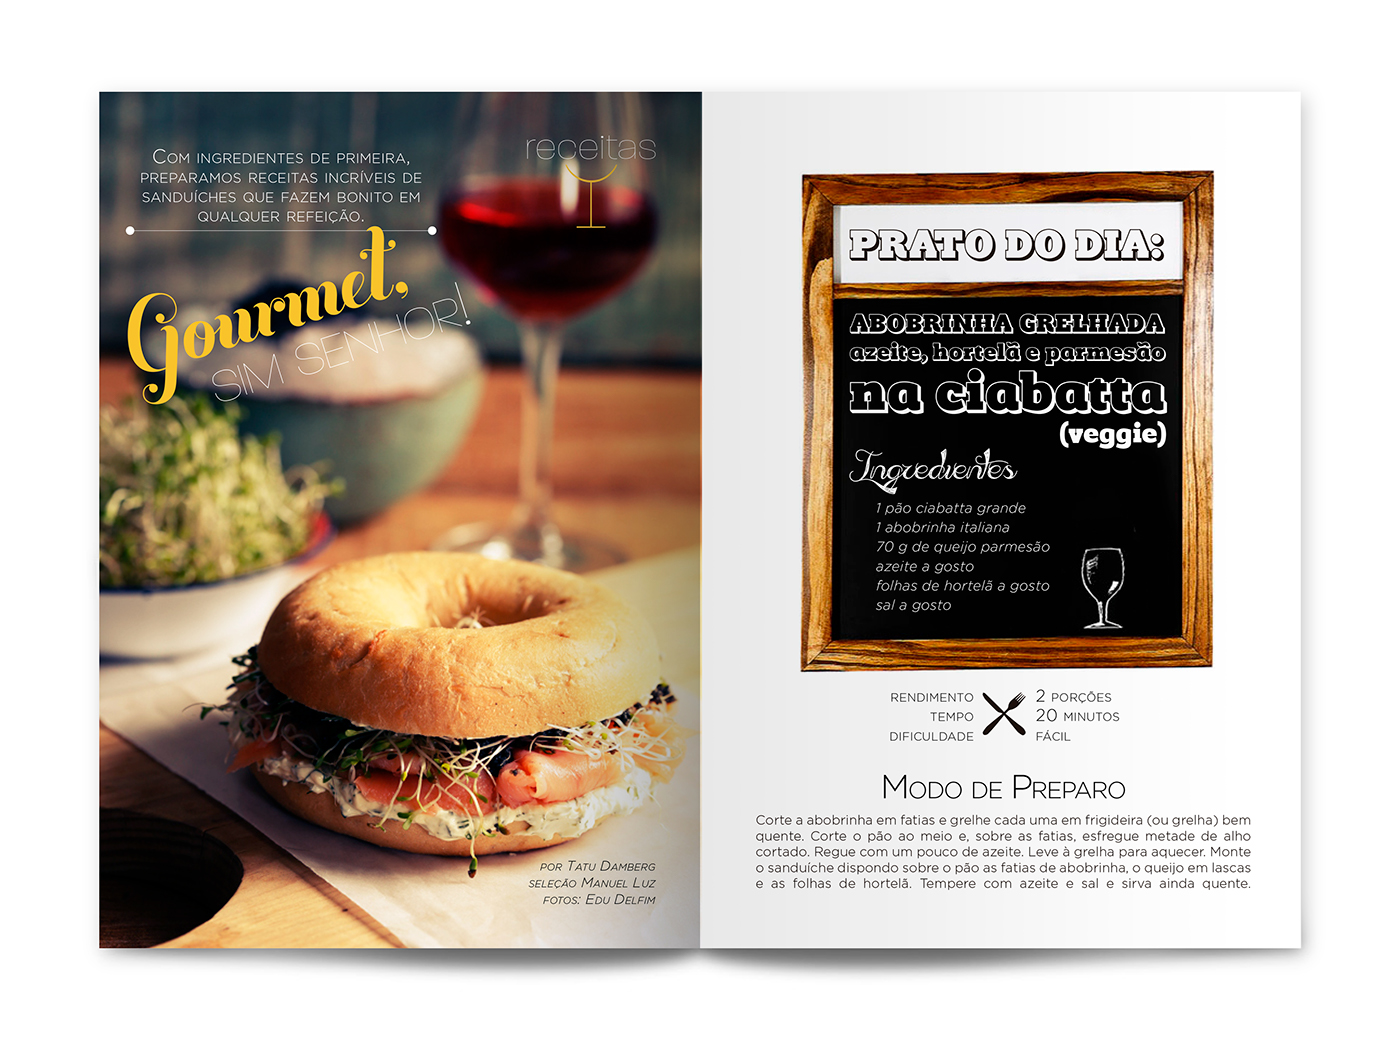 receitas
Com ingredientes de primeira,
preparamos receitas incríveis de
sanduíches que fazem bonito em
qualquer refeição.
Gourmet,
SIM SENHOR!
por Tatu Damberg
seleção Manuel Luz
fotos: Edu Delfim
PRATO DO DIA:
ABOBRINHA GRELHADA
azeite, hortelã e parmesão
na ciabatta
(veggie)
Ingredientes
1 pão ciabatta grande
1 abobrinha italiana
70 g de queijo parmesão
azeite a gosto
folhas de hortelã a gosto
sal a gosto
rendimento 2 porções
tempo 20 minutos
dificuldade fácil
Modo de Preparo
Corte a abobrinha em fatias e grelhe cada uma em frigideira (ou grelha) bem
quente. Corte o pão ao meio e, sobre as fatias, esfregue metade de alho
cortado. Regue com um pouco de azeite. Leve à grelha para aquecer. Monte
o sanduíche dispondo sobre o pão as fatias de abobrinha, o queijo em lascas
e as folhas de hortelã. Tempere com azeite e sal e sirva ainda quente.